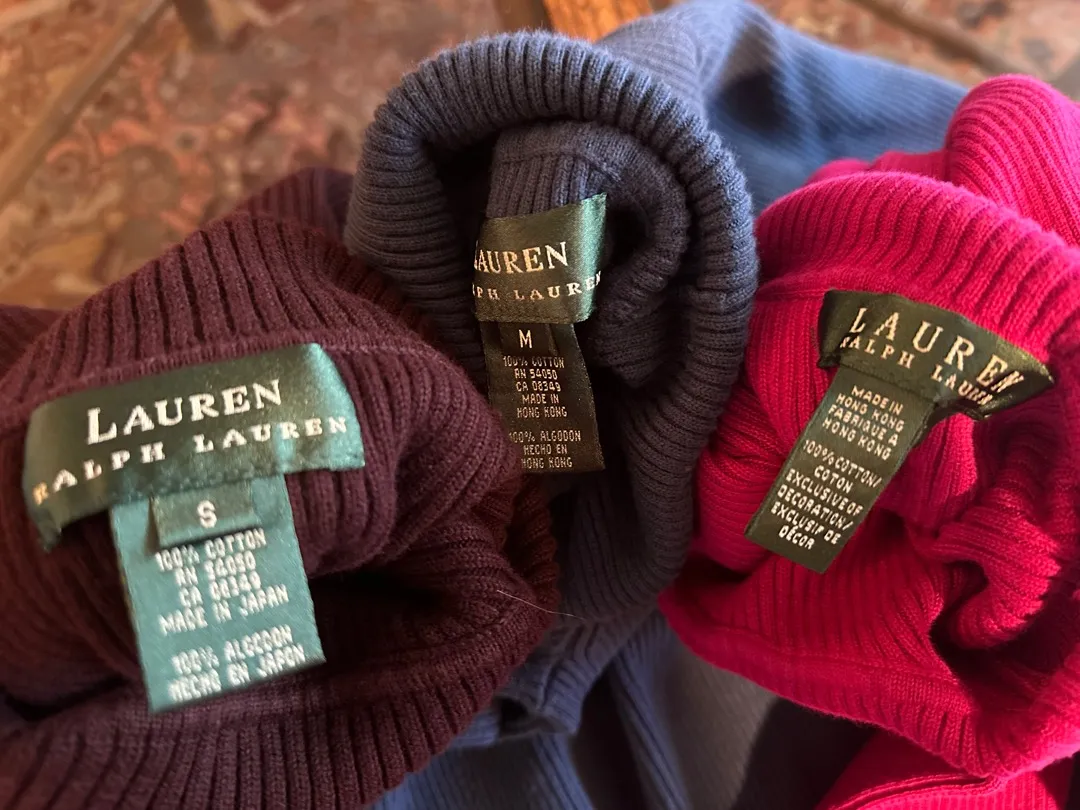 LAUREN
RALPH LAUREN
S
100% COTTON
RN 54050
CA 08349
MADE IN JAPAN
100% ALGODON
HECHO EN JAPAN
LAUREN
RALPH LAUREN
M
100% COTTON
RN 54050
CA 08349
MADE IN
HONG KONG
100% ALGODON
HECHO EN
HONG KONG
LAUREN
RALPH LAUREN
MADE IN
HONG KONG
FABRIQUE A
HONG KONG
100% COTTON/
COTON
EXCLUSIVE OF
DECORATION/
EXCLUSIF DE
DÉCOR